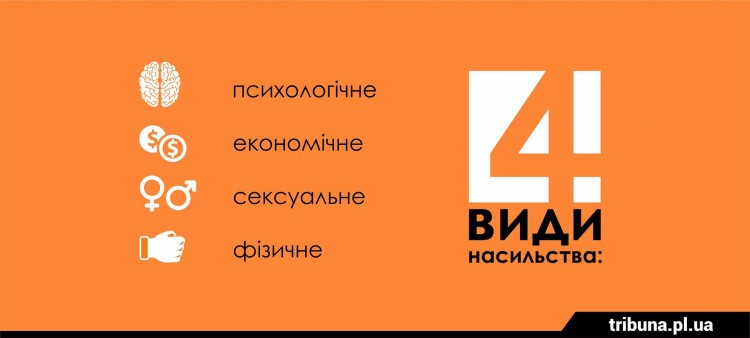 психологічне
економічне
сексуальне
фізичне
4
види
насильства:
tribuna.pl.ua